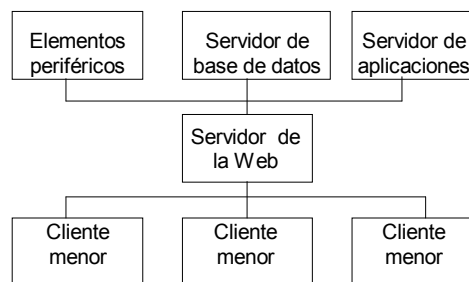 Elementos
periféricos
Servidor de
base de datos
Servidor de
aplicaciones
Servidor de
la Web
Cliente
menor
Cliente
menor
Cliente
menor